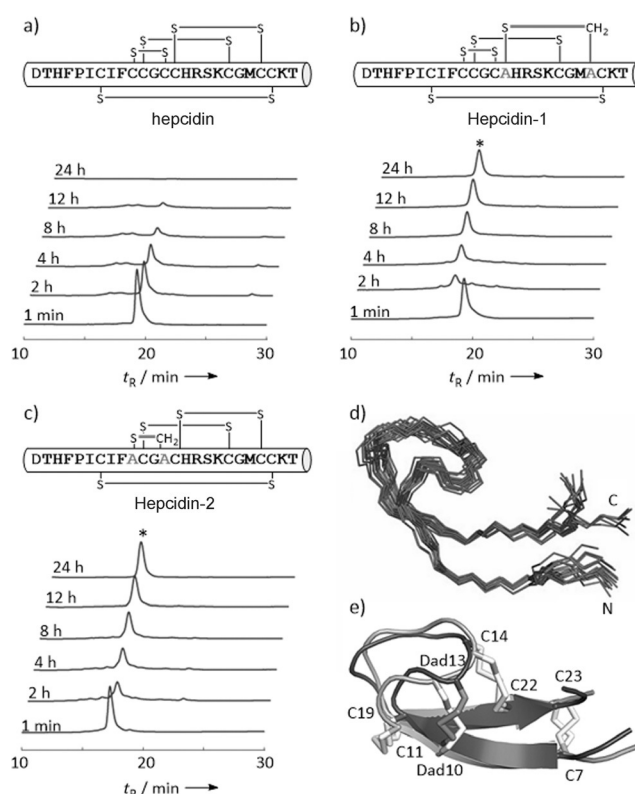 a)
S S
S S
S S
DTHFPICIFCCGCCHRSKCGMCCKT
S S
hepcidin
24 h
12 h
8 h
4 h
2 h
1 min
10 20 30
tR / min
b)
S CH2
S S
S S
DTHFPICIFCCGCAHRSKCGMACKT
S S
Hepcidin-1
*
24 h
12 h
8 h
4 h
2 h
1 min
10 20 30
tR / min
c)
S S
S S
S CH2
DTHFPICIFACGACHRSKCGMCCKT
S S
Hepcidin-2
*
24 h
12 h
8 h
4 h
2 h
1 min
10 20 30
tR / min
d)
C
N
e)
C14
Dad13
C23
C22
C19
C11
Dad10
C7